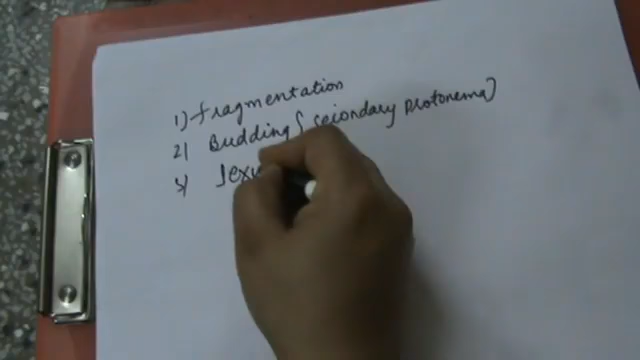 1) fragmentation
2) Budding (secondary protonema)
3) sexu